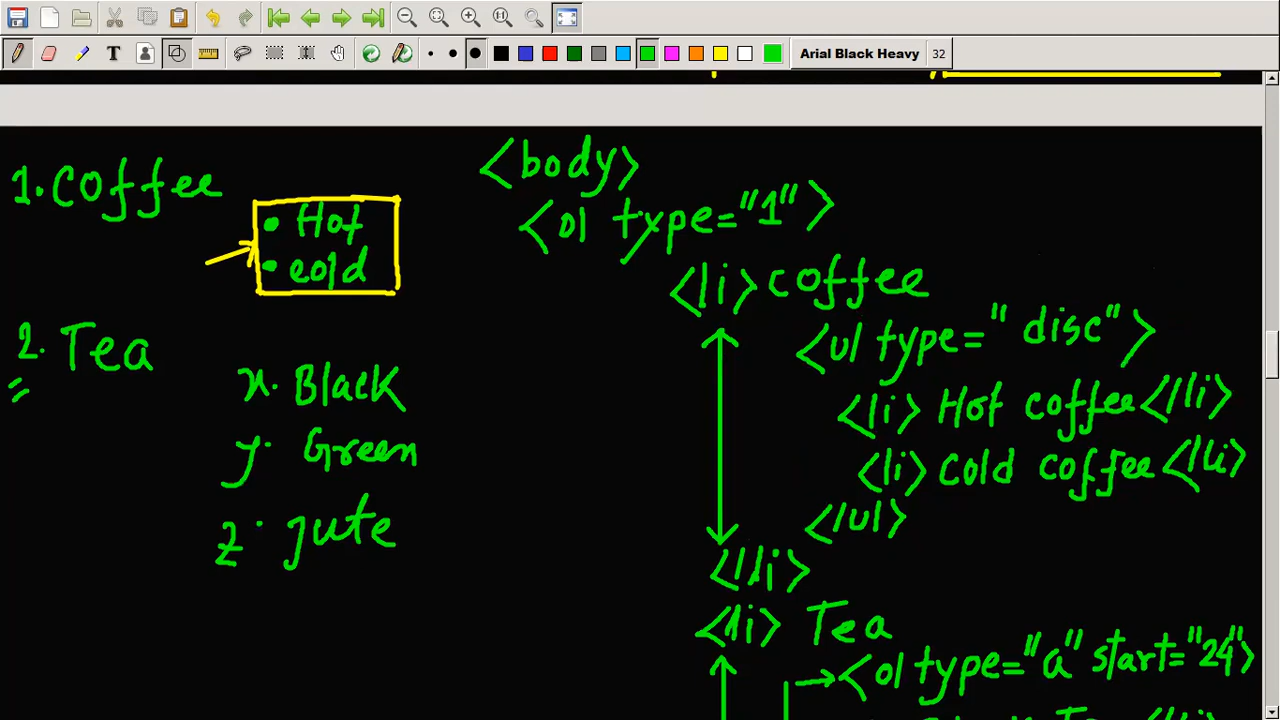 Arial Black Heavy 32
1. Coffee
• Hot
• cold
2. Tea
x. Black
y. Green
z. jute
<body>
<ol type="1">
<li>coffee
<ul type="disc">
<li> Hot coffee</li>
<li> Cold coffee</li>
</ul>
</li>
<li> Tea
<ol type="a" start="24">